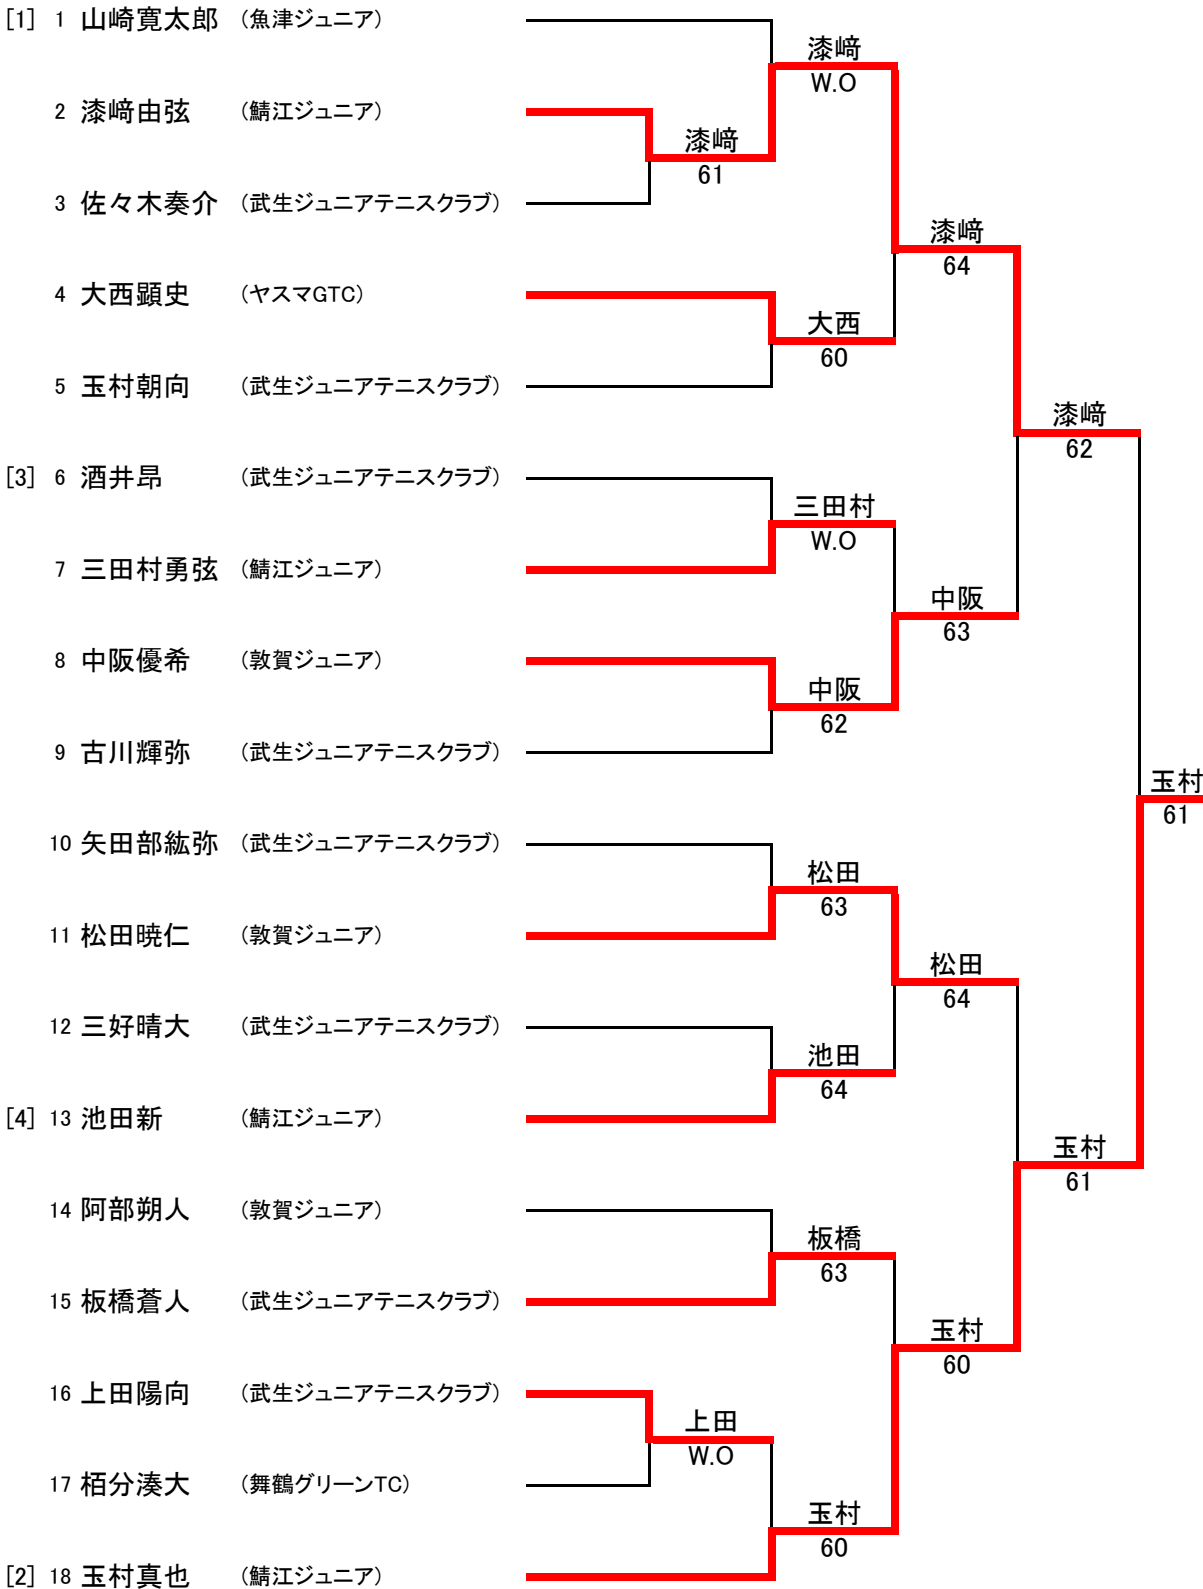 [1] 1 山崎寛太郎 (魚津ジュニア)
漆﨑
W.O
2 漆﨑由弦 (鯖江ジュニア)
漆﨑
61
3 佐々木奏介 (武生ジュニアテニスクラブ)
漆﨑
64
4 大西顕史 (ヤスマGTC)
大西
60
5 玉村朝向 (武生ジュニアテニスクラブ)
漆﨑
62
[3] 6 酒井昂 (武生ジュニアテニスクラブ)
三田村
W.O
7 三田村勇弦 (鯖江ジュニア)
中阪
63
8 中阪優希 (敦賀ジュニア)
中阪
62
9 古川輝弥 (武生ジュニアテニスクラブ)
玉村
61
10 矢田部紘弥 (武生ジュニアテニスクラブ)
松田
63
11 松田暁仁 (敦賀ジュニア)
松田
64
12 三好晴大 (武生ジュニアテニスクラブ)
池田
64
[4] 13 池田新 (鯖江ジュニア)
玉村
61
14 阿部朔人 (敦賀ジュニア)
板橋
63
15 板橋蒼人 (武生ジュニアテニスクラブ)
玉村
60
16 上田陽向 (武生ジュニアテニスクラブ)
上田
W.O
17 栢分湊大 (舞鶴グリーンTC)
玉村
60
[2] 18 玉村真也 (鯖江ジュニア)